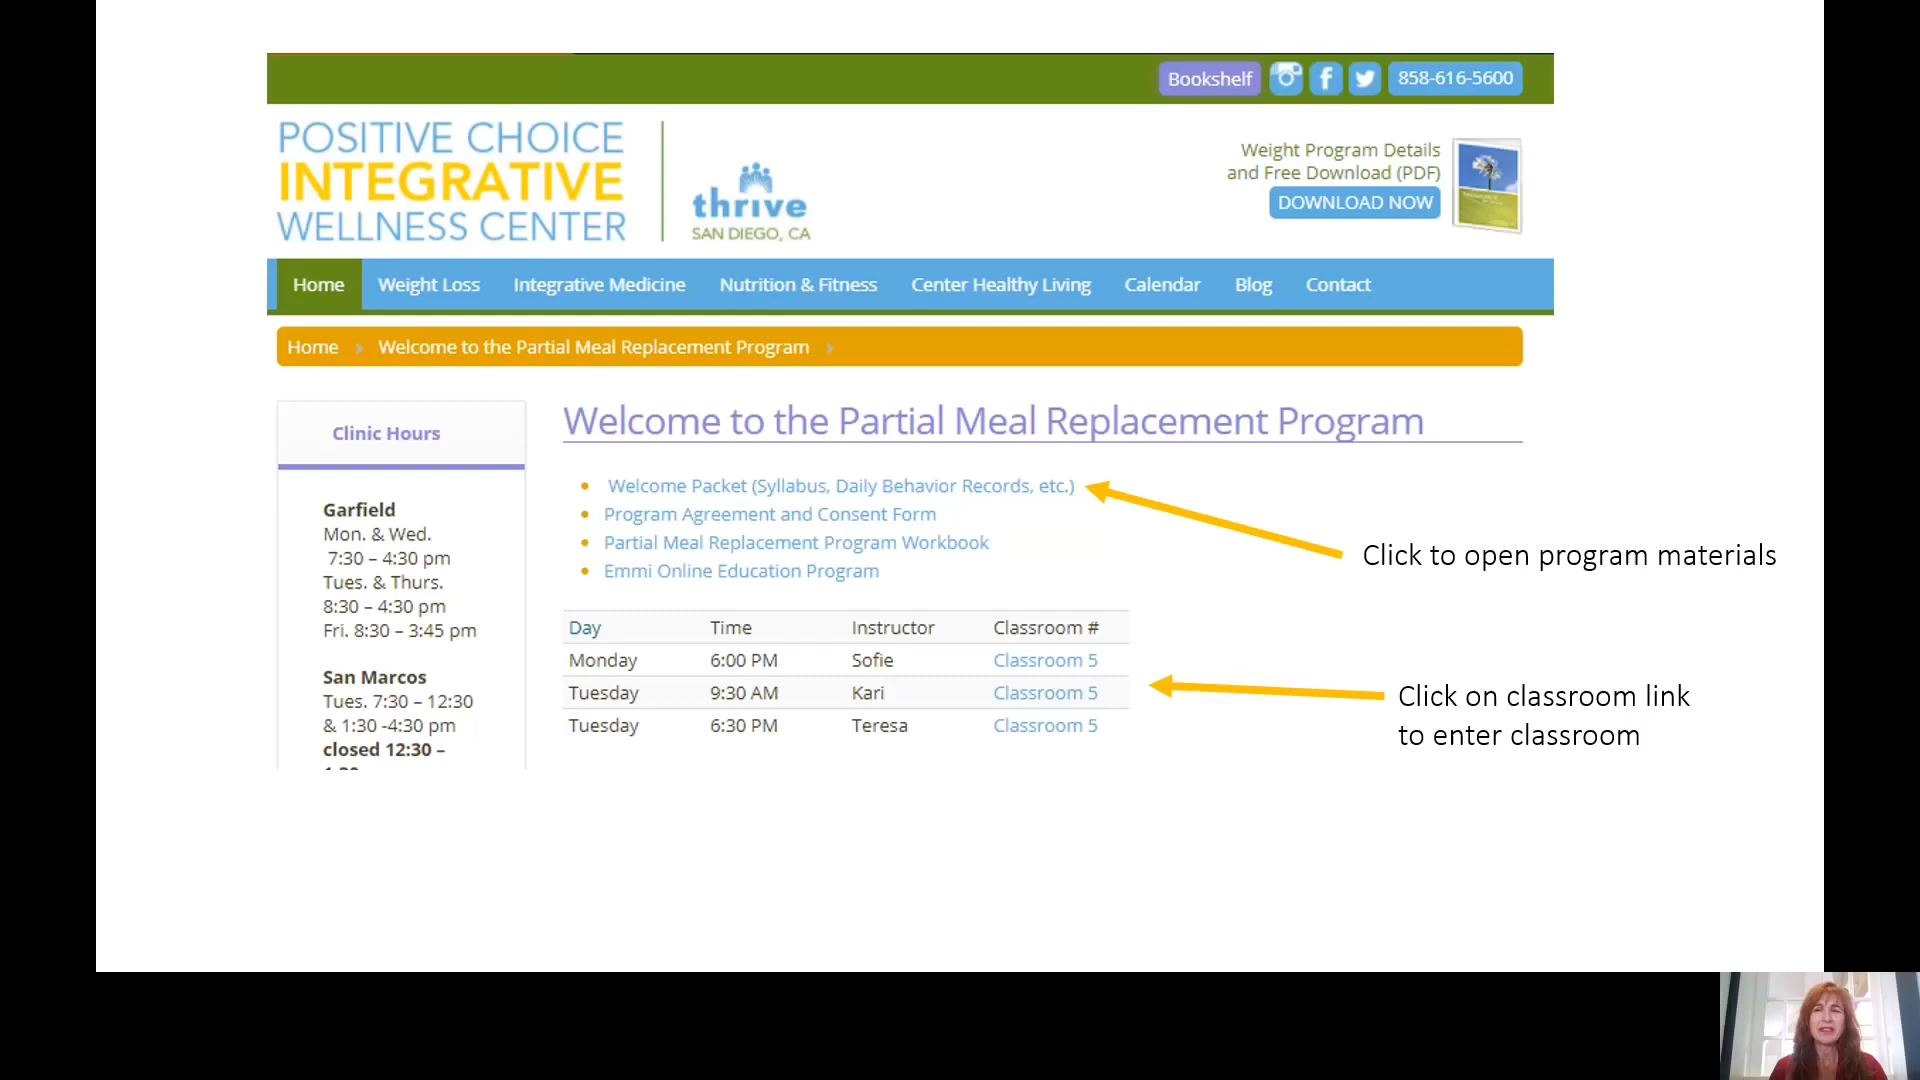 Bookshelf
858-616-5600
POSITIVE CHOICE
INTEGRATIVE
WELLNESS CENTER
thrive
SAN DIEGO, CA
Weight Program Details
and Free Download (PDF)
DOWNLOAD NOW
Home Weight Loss Integrative Medicine Nutrition & Fitness Center Healthy Living Calendar Blog Contact
Home Welcome to the Partial Meal Replacement Program
Clinic Hours
Garfield
Mon. & Wed.
7:30 – 4:30 pm
Tues. & Thurs.
8:30 – 4:30 pm
Fri. 8:30 – 3:45 pm
San Marcos
Tues. 7:30 – 12:30
& 1:30 -4:30 pm
closed 12:30 –
Welcome to the Partial Meal Replacement Program
Welcome Packet (Syllabus, Daily Behavior Records, etc.)
Program Agreement and Consent Form
Partial Meal Replacement Program Workbook
Emmi Online Education Program
Day Time Instructor Classroom #
Monday 6:00 PM Sofie Classroom 5
Tuesday 9:30 AM Kari Classroom 5
Tuesday 6:30 PM Teresa Classroom 5
Click to open program materials
Click on classroom link
to enter classroom